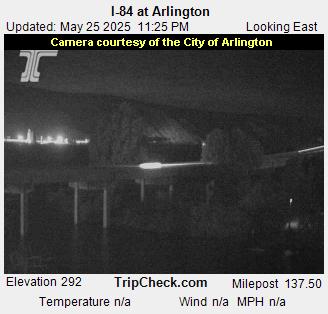 I-84 at Arlington
Updated: May 25 2025 11:25 PM Looking East
Camera courtesy of the City of Arlington
Elevation 292 TripCheck.com Milepost 137.50
Temperature n/a Wind n/a MPH n/a